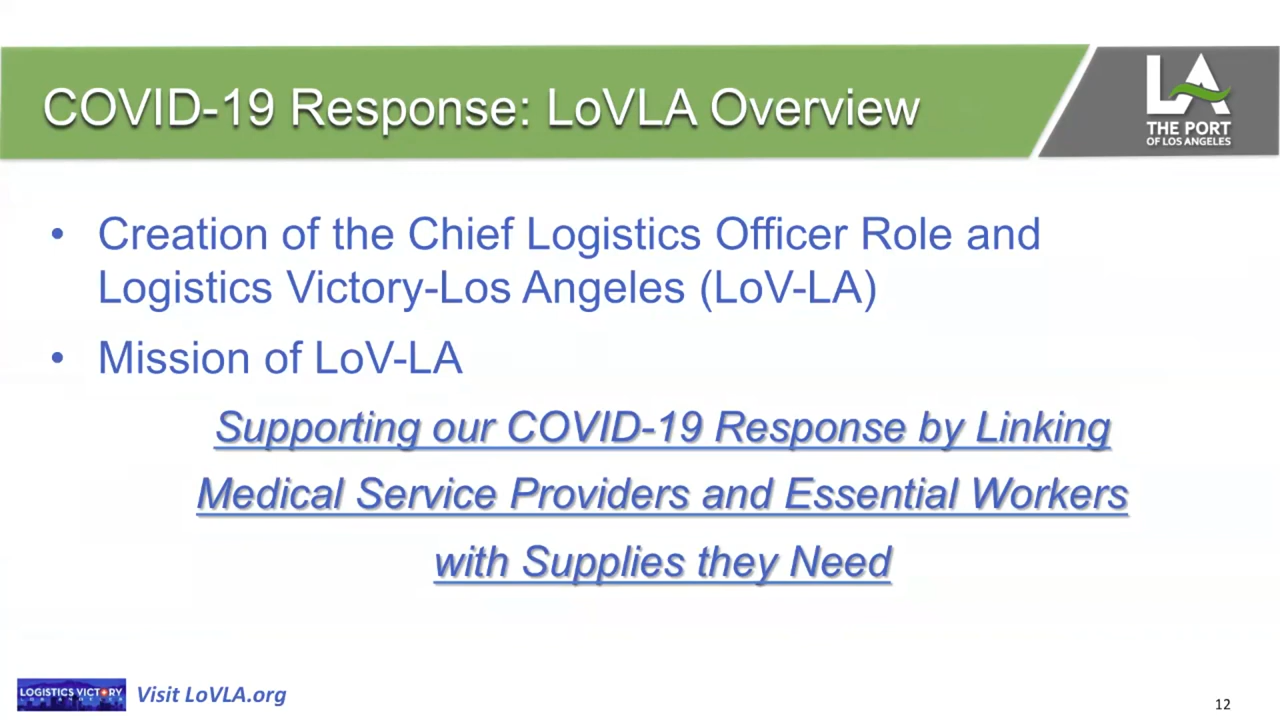 COVID-19 Response: LoVLA Overview
LA
THE PORT
OF LOS ANGELES
• Creation of the Chief Logistics Officer Role and
Logistics Victory-Los Angeles (LoV-LA)
• Mission of LoV-LA
Supporting our COVID-19 Response by Linking
Medical Service Providers and Essential Workers
with Supplies they Need
LOGISTICS VICTORY
LOS ANGELES
Visit LoVLA.org
12